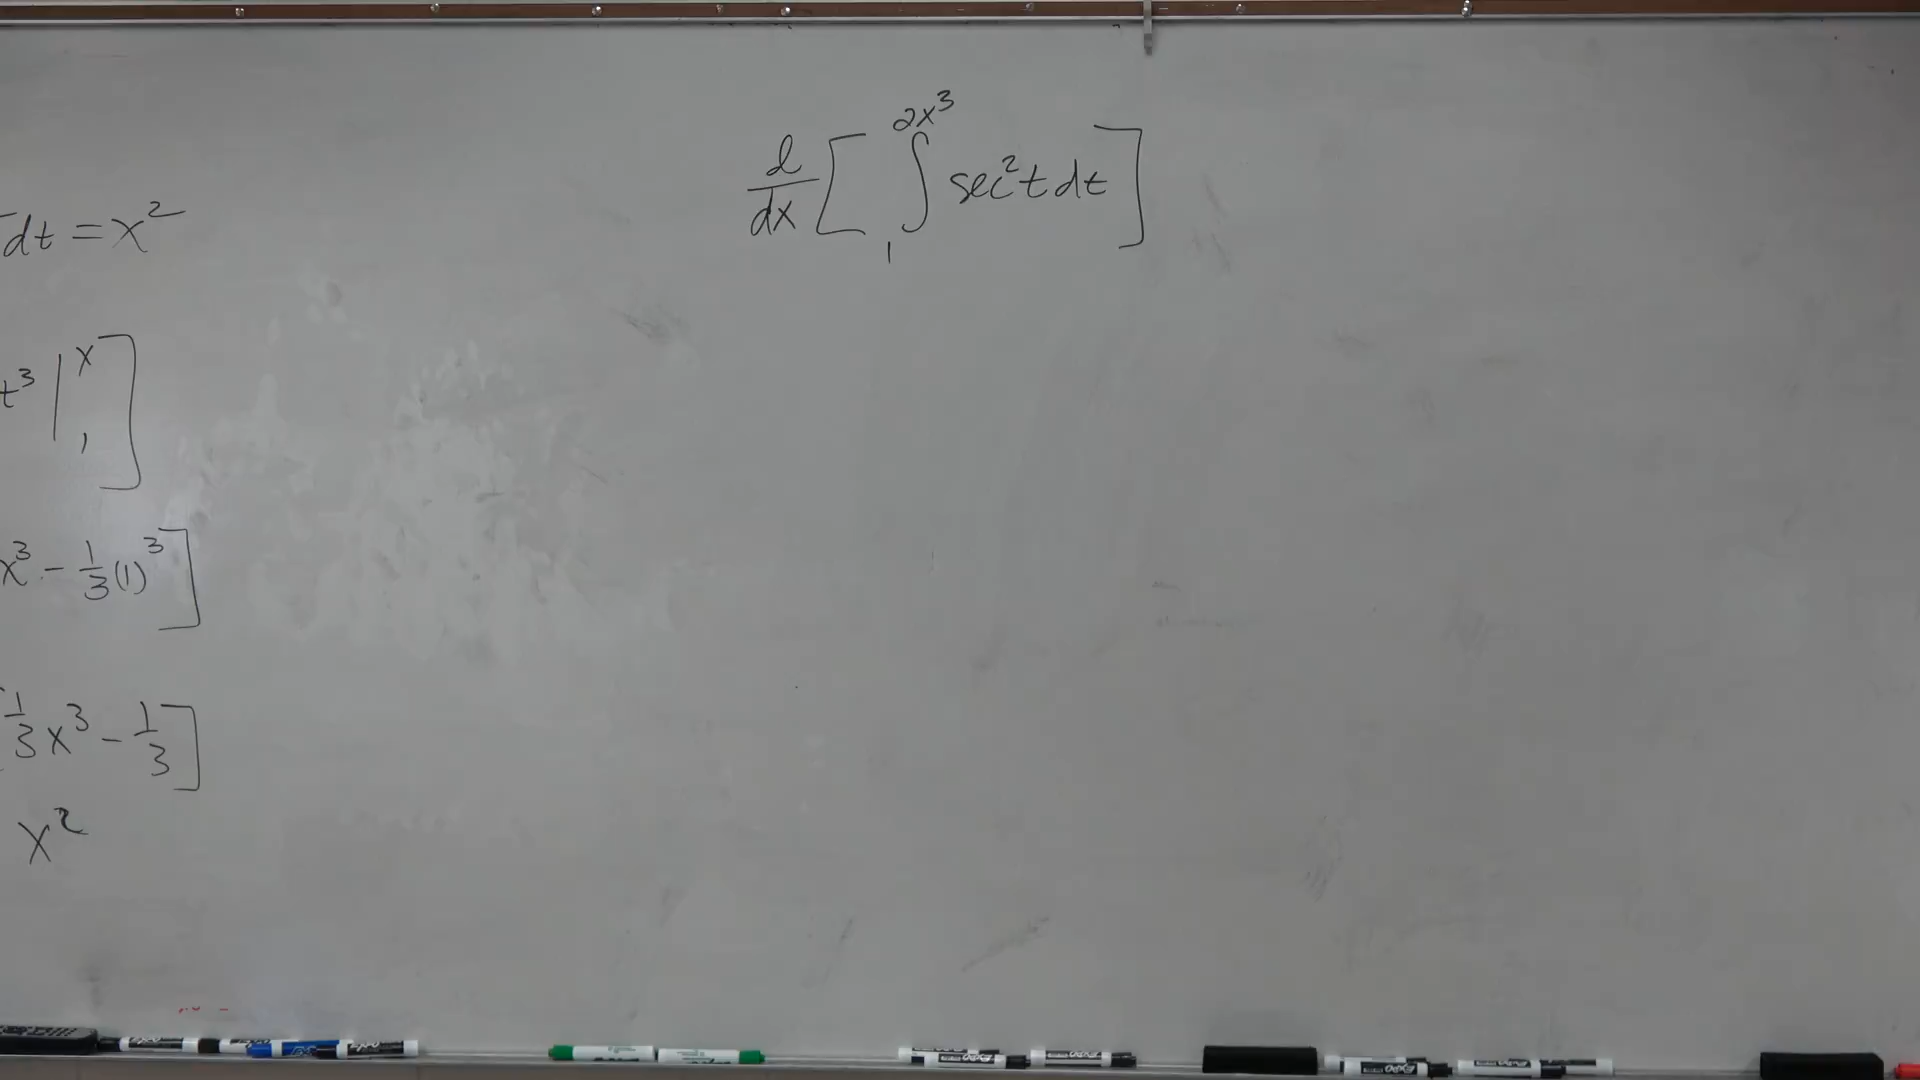 d/dx [ ∫₁^{2x³} sec²t dt ]
dt = x²
t³ |₁^x ]
x³ - 1/3(1)³ ]
1/3 x³ - 1/3 ]
x²